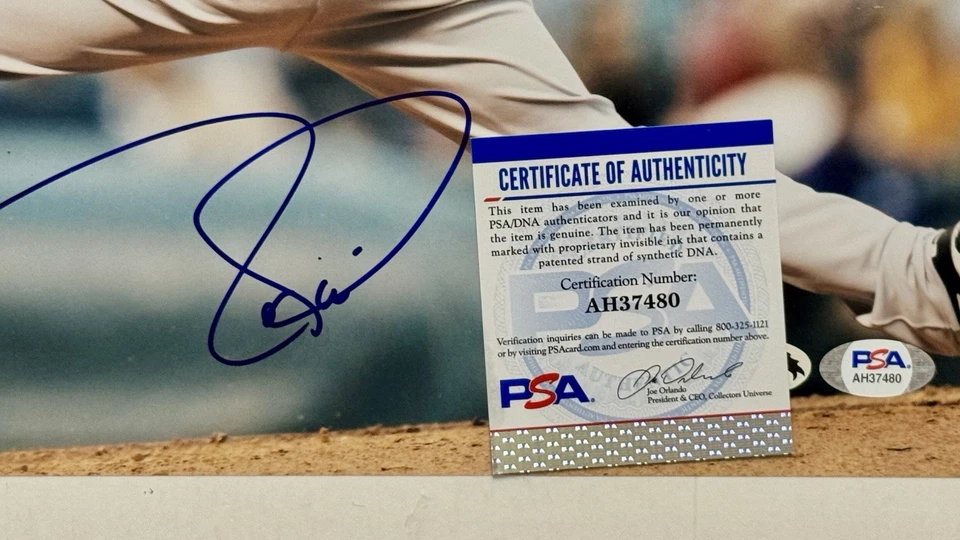 CERTIFICATE OF AUTHENTICITY
This item has been examined by one or more
PSA/DNA authenticators and it is our opinion that
the item is genuine. The item has been permanently
marked with proprietary invisible ink that contains a
patented strand of synthetic DNA.
Certification Number:
AH37480
Verification inquiries can be made to PSA by calling 800-325-1121
or by visiting PSAcard.com and entering the certification number above.
PSA
Joe Orlando
President & CEO, Collectors Universe
PSA
AH37480